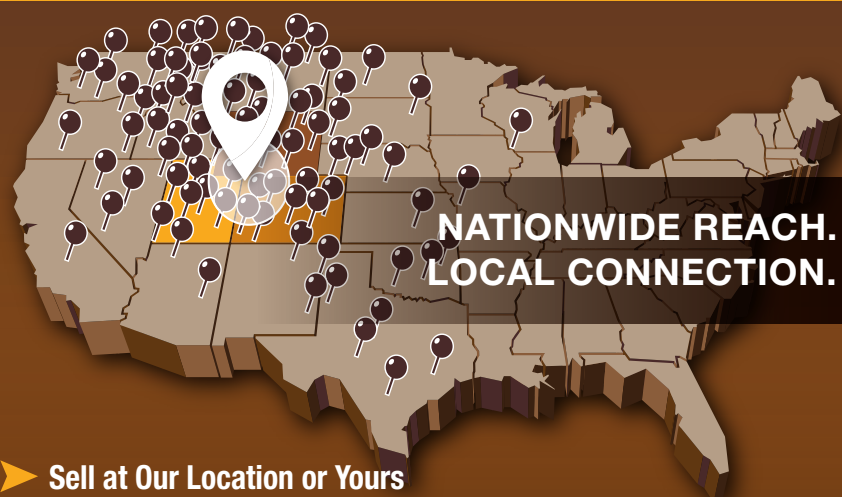 NATIONWIDE REACH.
LOCAL CONNECTION.
Sell at Our Location or Yours